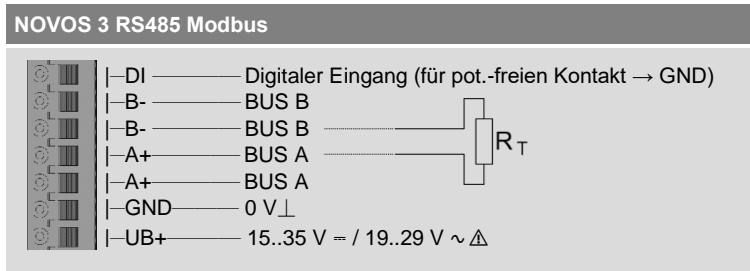 NOVOS 3 RS485 Modbus
DI Digitaler Eingang (für pot.-freien Kontakt → GND)
B- BUS B
B- BUS B
A+ BUS A
A+ BUS A
GND 0 V⊥
UB+ 15..35 V ⎓ / 19..29 V ~ ⚠
R T